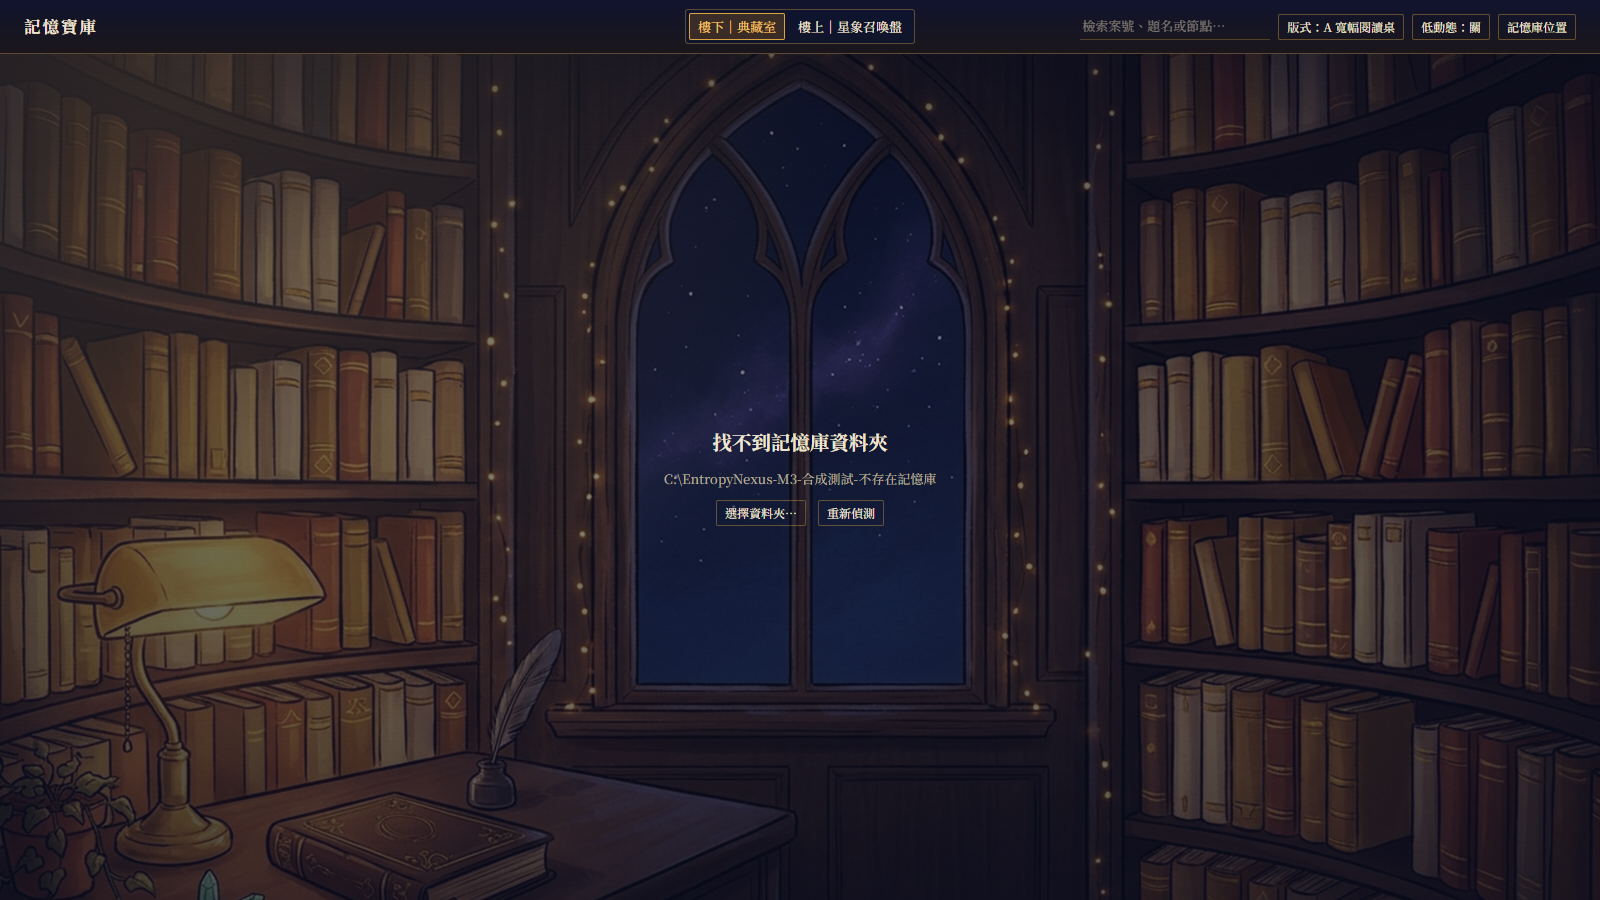 記憶寶庫
樓下｜典藏室
樓上｜星象召喚盤
檢索案號、題名或節點…
版式：A 寬幅閱讀桌
低動態：關
記憶庫位置
找不到記憶庫資料夾
C:\EntropyNexus-M3-合成測試-不存在記憶庫
選擇資料夾…
重新偵測